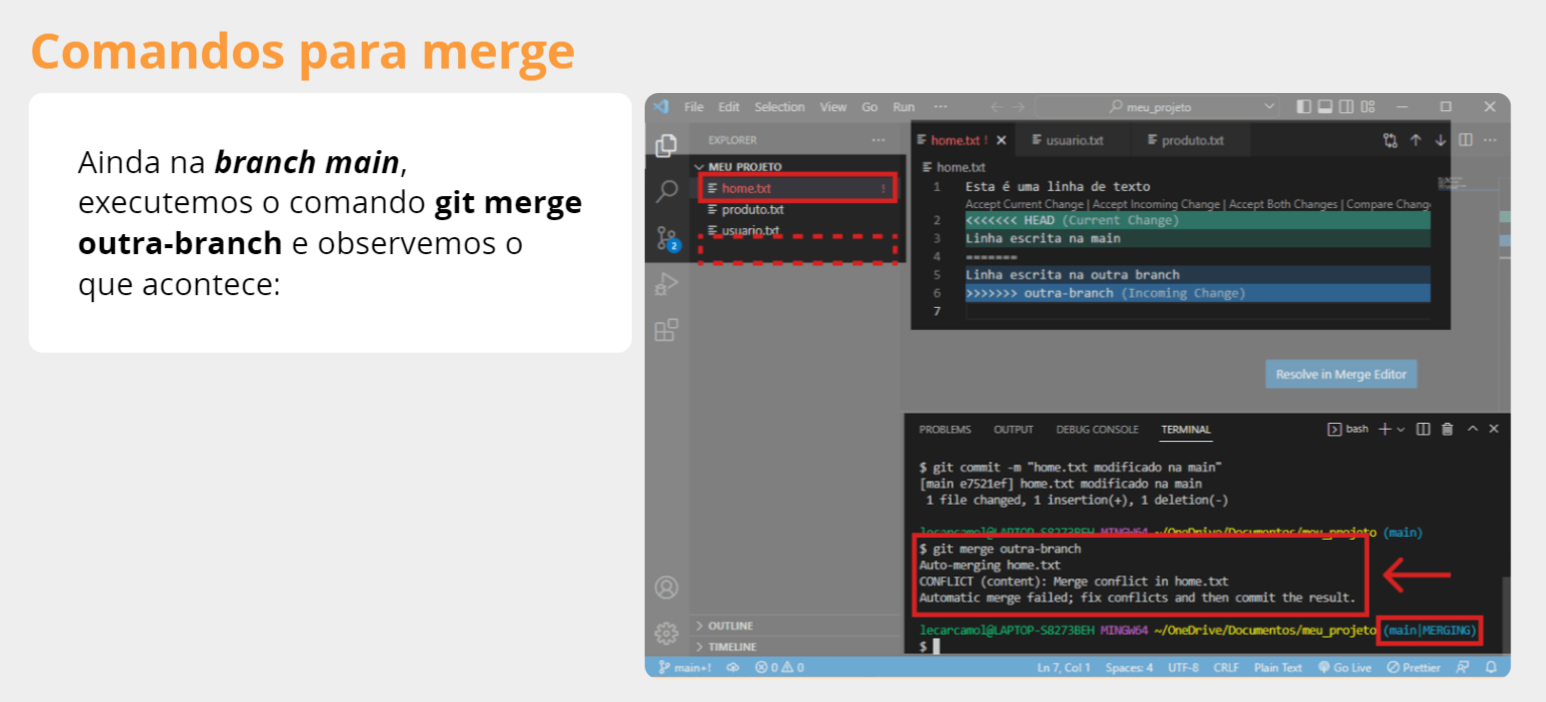 Comandos para merge
Ainda na branch main,
executemos o comando git merge
outra-branch e observemos o
que acontece:
File Edit Selection View Go Run ··· meu_projeto
EXPLORER ···
MEU PROJETO
home.txt !
produto.txt
usuario.txt
2
home.txt ! usuario.txt produto.txt
home.txt
1 Esta é uma linha de texto
Accept Current Change | Accept Incoming Change | Accept Both Changes | Compare Chang
2 <<<<<<< HEAD (Current Change)
3 Linha escrita na main
4 =======
5 Linha escrita na outra branch
6 >>>>>>> outra-branch (Incoming Change)
7
Resolve in Merge Editor
PROBLEMS OUTPUT DEBUG CONSOLE TERMINAL bash
$ git commit -m "home.txt modificado na main"
[main e7521ef] home.txt modificado na main
1 file changed, 1 insertion(+), 1 deletion(-)
lecarcamol@LAPTOP-S8273BEH MINGW64 ~/OneDrive/Documentos/meu_projeto (main)
$ git merge outra-branch
Auto-merging home.txt
CONFLICT (content): Merge conflict in home.txt
Automatic merge failed; fix conflicts and then commit the result.
lecarcamol@LAPTOP-S8273BEH MINGW64 ~/OneDrive/Documentos/meu_projeto (main|MERGING)
$
OUTLINE
TIMELINE
main+! 0 0 Ln 7, Col 1 Spaces: 4 UTF-8 CRLF Plain Text Go Live Prettier